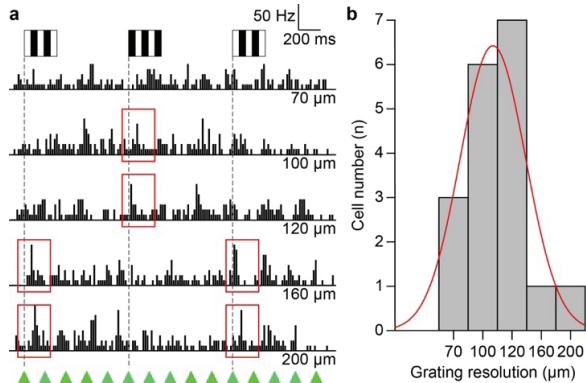 a
50 Hz
200 ms
70 µm
100 µm
120 µm
160 µm
200 µm
b
Cell number (n)
7
6
5
4
3
2
1
0
70 100 120 160 200
Grating resolution (µm)